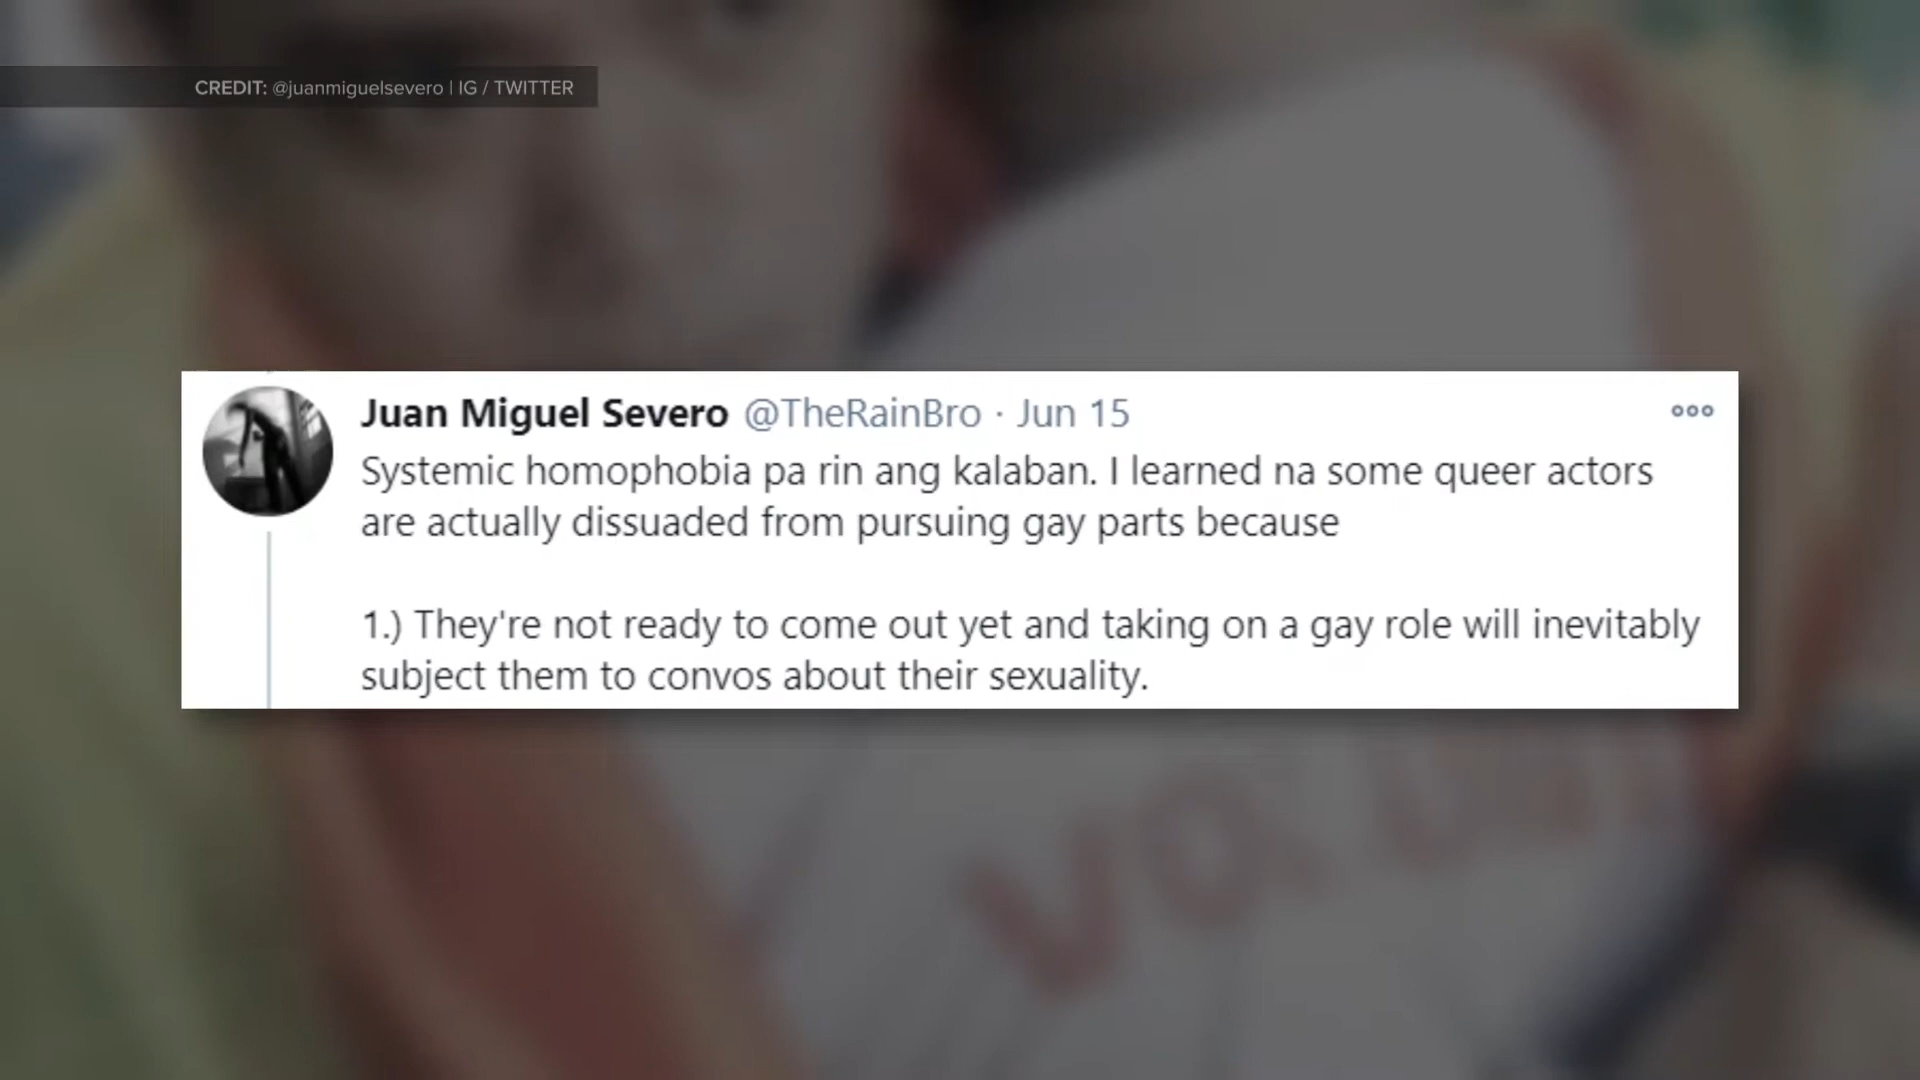 CREDIT: @juanmiguelsevero | IG / TWITTER
Juan Miguel Severo @TheRainBro · Jun 15
Systemic homophobia pa rin ang kalaban. I learned na some queer actors
are actually dissuaded from pursuing gay parts because
1.) They're not ready to come out yet and taking on a gay role will inevitably
subject them to convos about their sexuality.